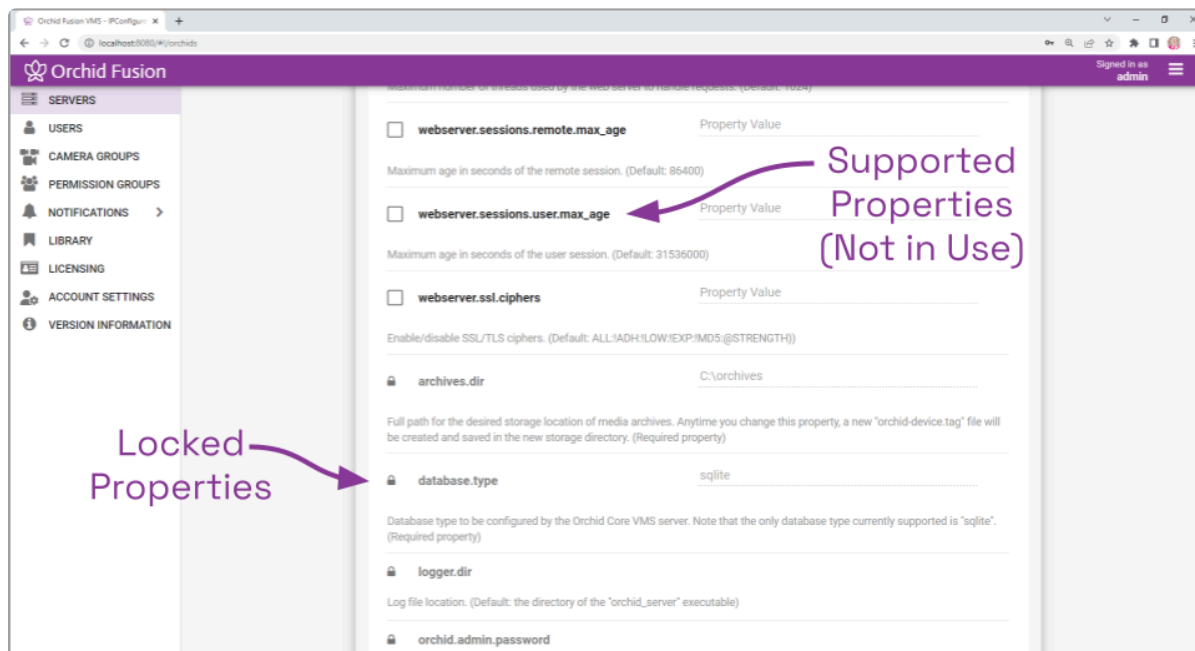 Orchid Fusion VMS - IPConfigur
localhost:8080/#!/orchids
Orchid Fusion
Signed in as
admin
SERVERS
USERS
CAMERA GROUPS
PERMISSION GROUPS
NOTIFICATIONS
LIBRARY
LICENSING
ACCOUNT SETTINGS
VERSION INFORMATION
Maximum number of threads used by the web server to handle requests. (Default: 1024)
webserver.sessions.remote.max_age
Property Value
Maximum age in seconds of the remote session. (Default: 86400)
webserver.sessions.user.max_age
Property Value
Maximum age in seconds of the user session. (Default: 31536000)
webserver.ssl.ciphers
Property Value
Enable/disable SSL/TLS ciphers. (Default: ALL:!ADH:!LOW:!EXP:!MD5:@STRENGTH))
archives.dir
C:\orchives
Full path for the desired storage location of media archives. Anytime you change this property, a new "orchid-device.tag" file will
be created and saved in the new storage directory. (Required property)
database.type
sqlite
Database type to be configured by the Orchid Core VMS server. Note that the only database type currently supported is "sqlite".
(Required property)
logger.dir
Log file location. (Default: the directory of the "orchid_server" executable)
orchid.admin.password
Supported
Properties
(Not in Use)
Locked
Properties